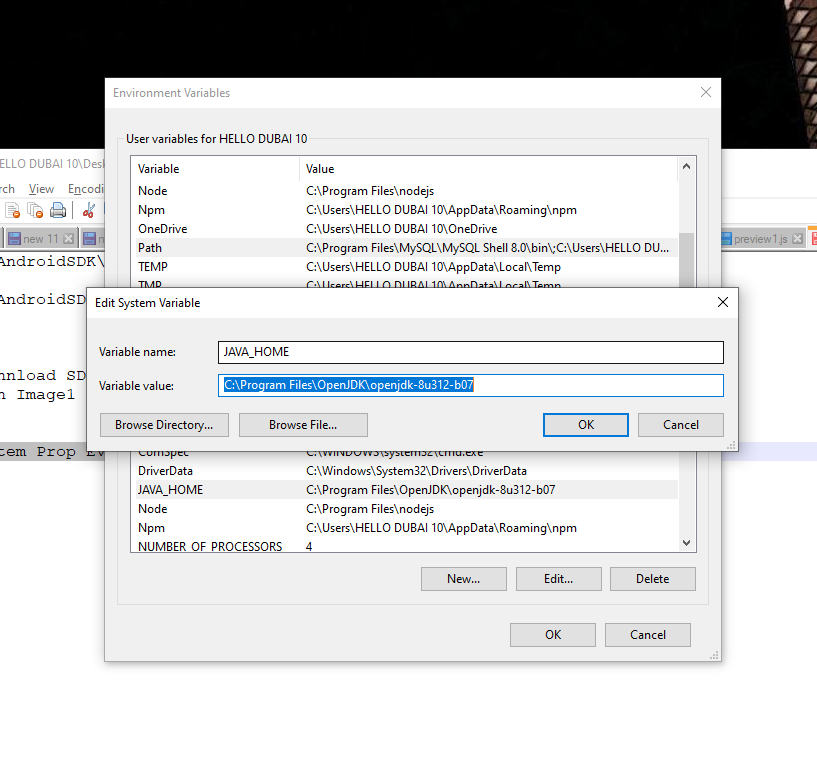 Environment Variables
User variables for HELLO DUBAI 10
ELLO DUBAI 10\Desk
rch View Encodi
new 11
preview1.js
AndroidSDK\
AndroidSD
nload SD
n Image1
tem Prop Ev
Variable Value
Node C:\Program Files\nodejs
Npm C:\Users\HELLO DUBAI 10\AppData\Roaming\npm
OneDrive C:\Users\HELLO DUBAI 10\OneDrive
Path C:\Program Files\MySQL\MySQL Shell 8.0\bin\;C:\Users\HELLO DU...
TEMP C:\Users\HELLO DUBAI 10\AppData\Local\Temp
TMP C:\Users\HELLO DUBAI 10\AppData\Local\Temp
Edit System Variable
Variable name: JAVA_HOME
Variable value: C:\Program Files\OpenJDK\openjdk-8u312-b07
Browse Directory... Browse File... OK Cancel
ComSpec C:\WINDOWS\system32\cmd.exe
DriverData C:\Windows\System32\Drivers\DriverData
JAVA_HOME C:\Program Files\OpenJDK\openjdk-8u312-b07
Node C:\Program Files\nodejs
Npm C:\Users\HELLO DUBAI 10\AppData\Roaming\npm
NUMBER_OF_PROCESSORS 4
New... Edit... Delete
OK Cancel